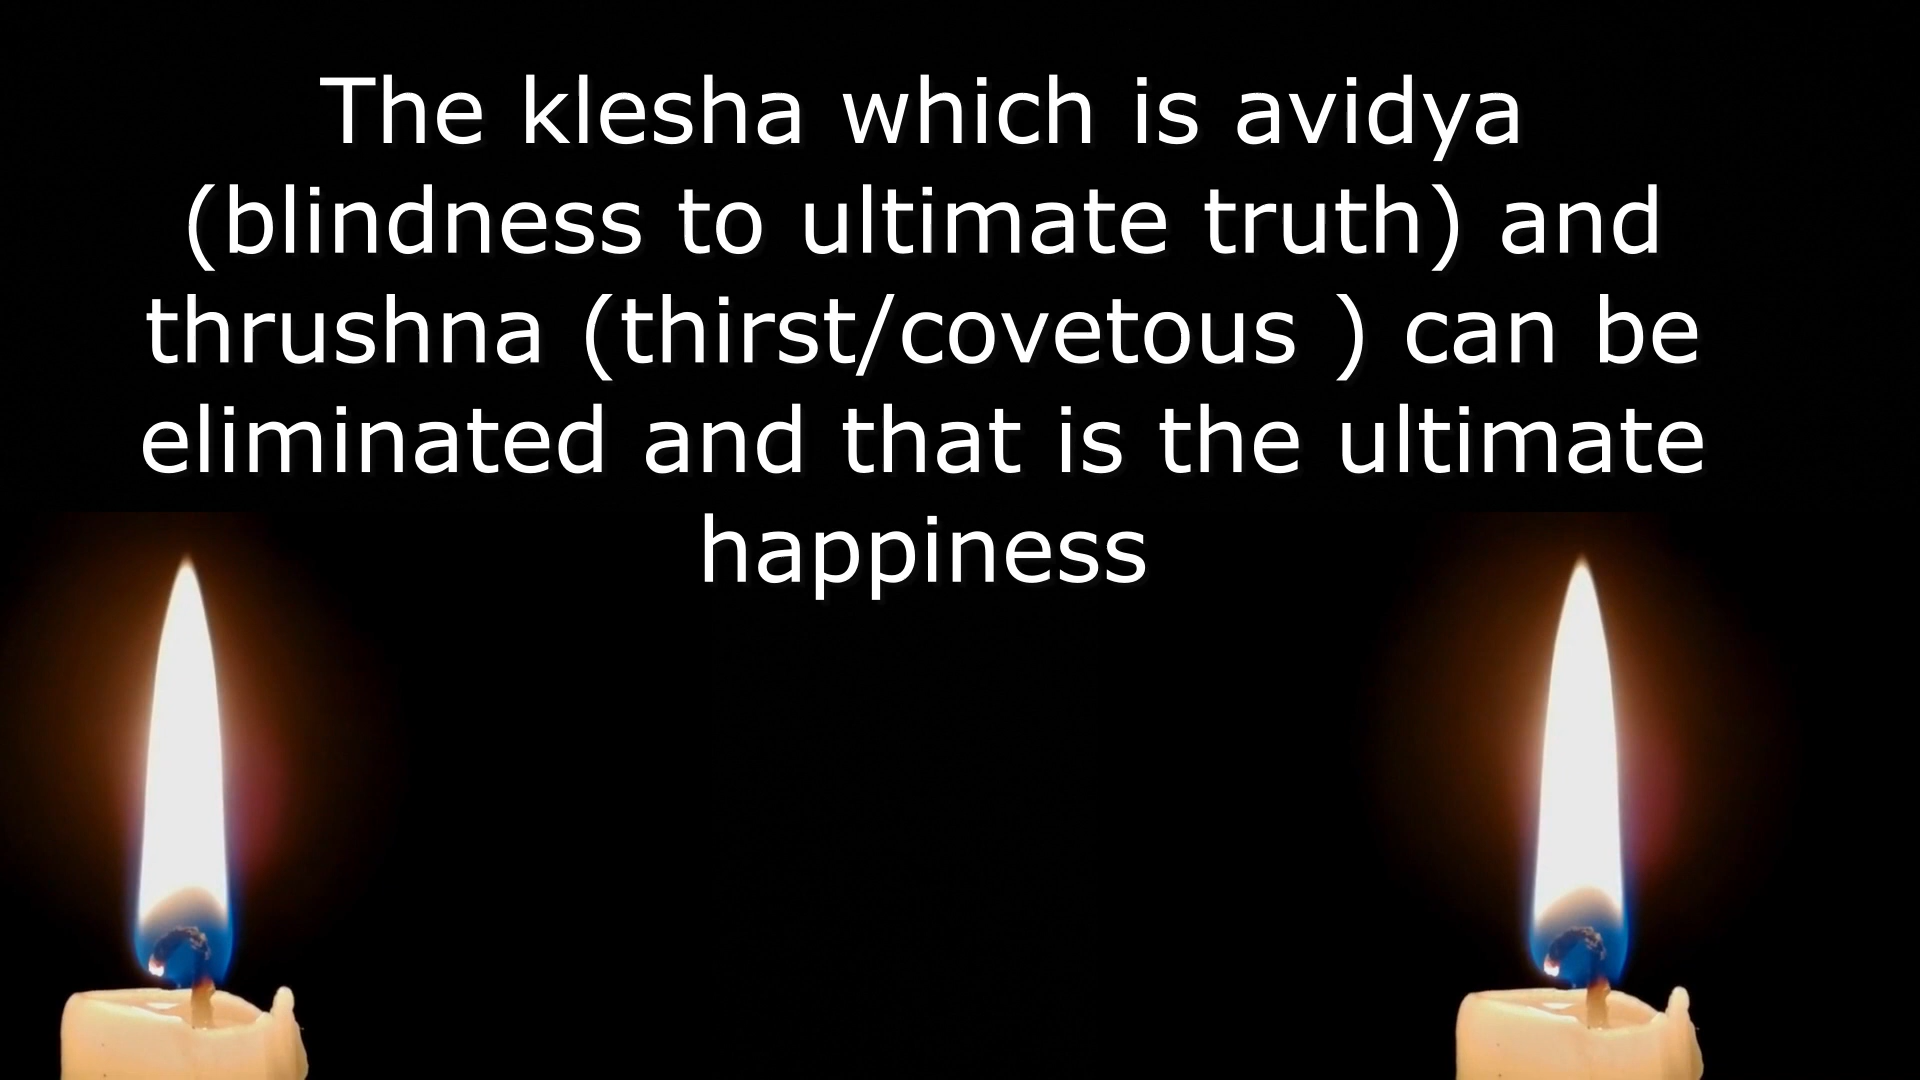 The klesha which is avidya
(blindness to ultimate truth) and
thrushna (thirst/covetous ) can be
eliminated and that is the ultimate
happiness